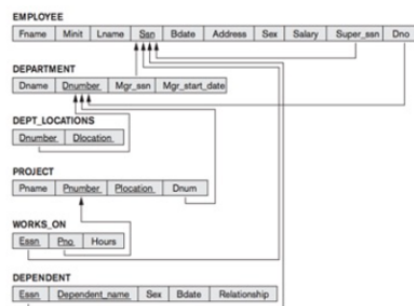 EMPLOYEE
Fname Minit Lname Ssn Bdate Address Sex Salary Super_ssn Dno
DEPARTMENT
Dname Dnumber Mgr_ssn Mgr_start_date
DEPT_LOCATIONS
Dnumber Dlocation
PROJECT
Pname Pnumber Plocation Dnum
WORKS_ON
Essn Pno Hours
DEPENDENT
Essn Dependent_name Sex Bdate Relationship